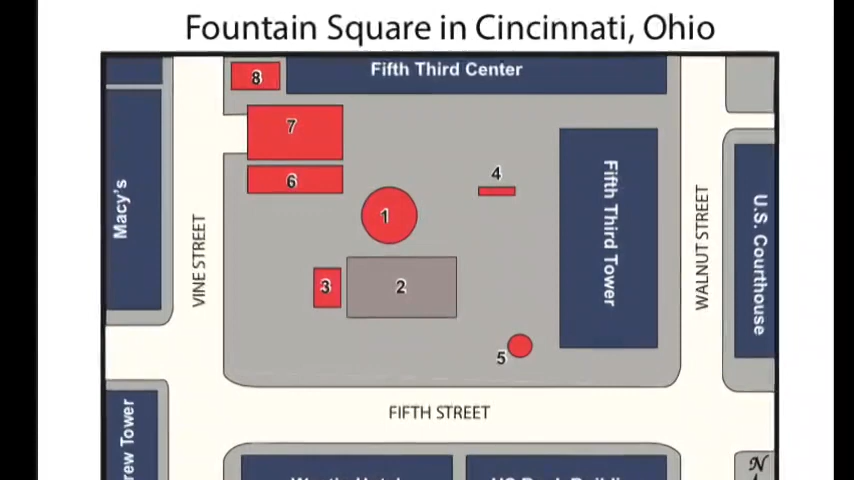 Fountain Square in Cincinnati, Ohio
8
Fifth Third Center
7
6
4
1
Macy's
VINE STREET
Fifth Third Tower
WALNUT STREET
U.S. Courthouse
3
2
5
FIFTH STREET
Tower
N